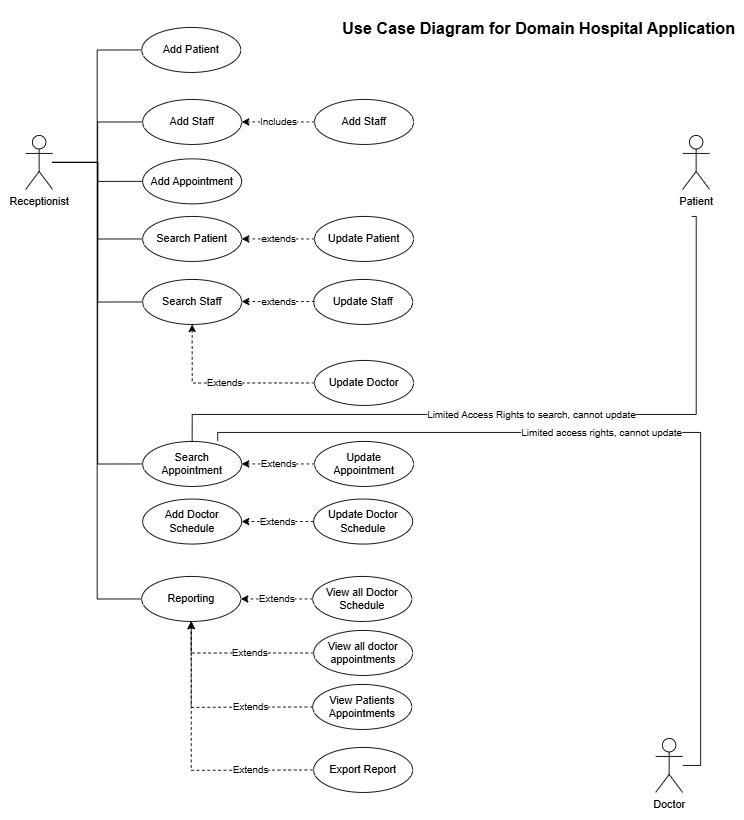 Use Case Diagram for Domain Hospital Application
Add Patient
Add Staff
Includes
Add Staff
Receptionist
Patient
Add Appointment
Search Patient
extends
Update Patient
Search Staff
extends
Update Staff
Extends
Update Doctor
Limited Access Rights to search, cannot update
Limited access rights, cannot update
Search
Appointment
Extends
Update
Appointment
Add Doctor
Schedule
Extends
Update Doctor
Schedule
Reporting
Extends
View all Doctor
Schedule
Extends
View all doctor
appointments
Extends
View Patients
Appointments
Extends
Export Report
Doctor